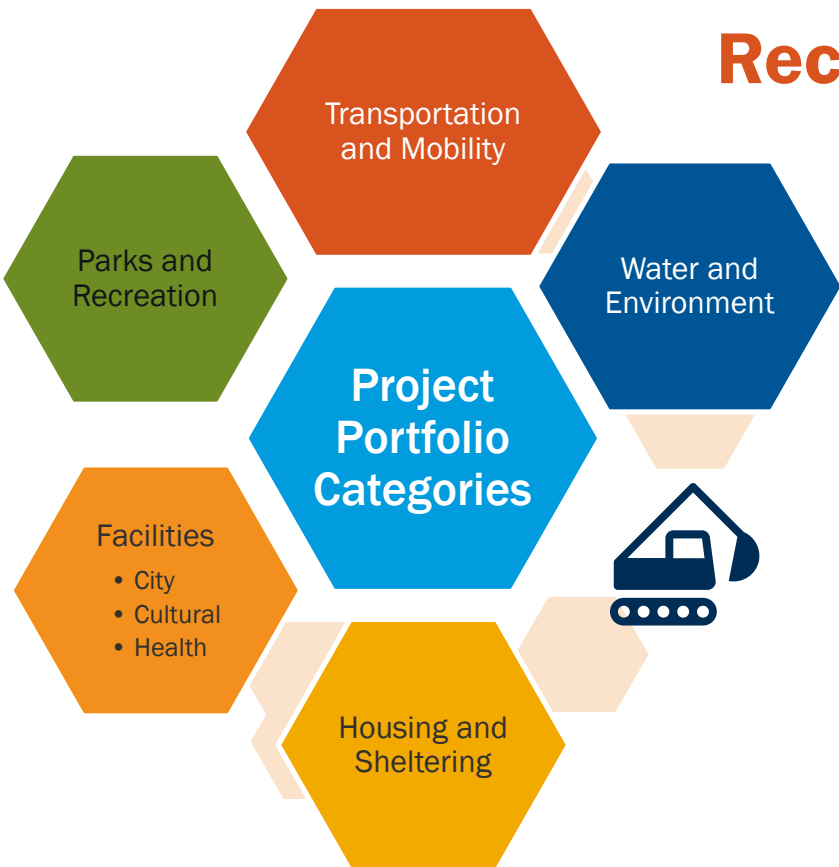 Rec
Transportation
and Mobility
Parks and
Recreation
Water and
Environment
Project
Portfolio
Categories
Facilities
• City
• Cultural
• Health
Housing and
Sheltering